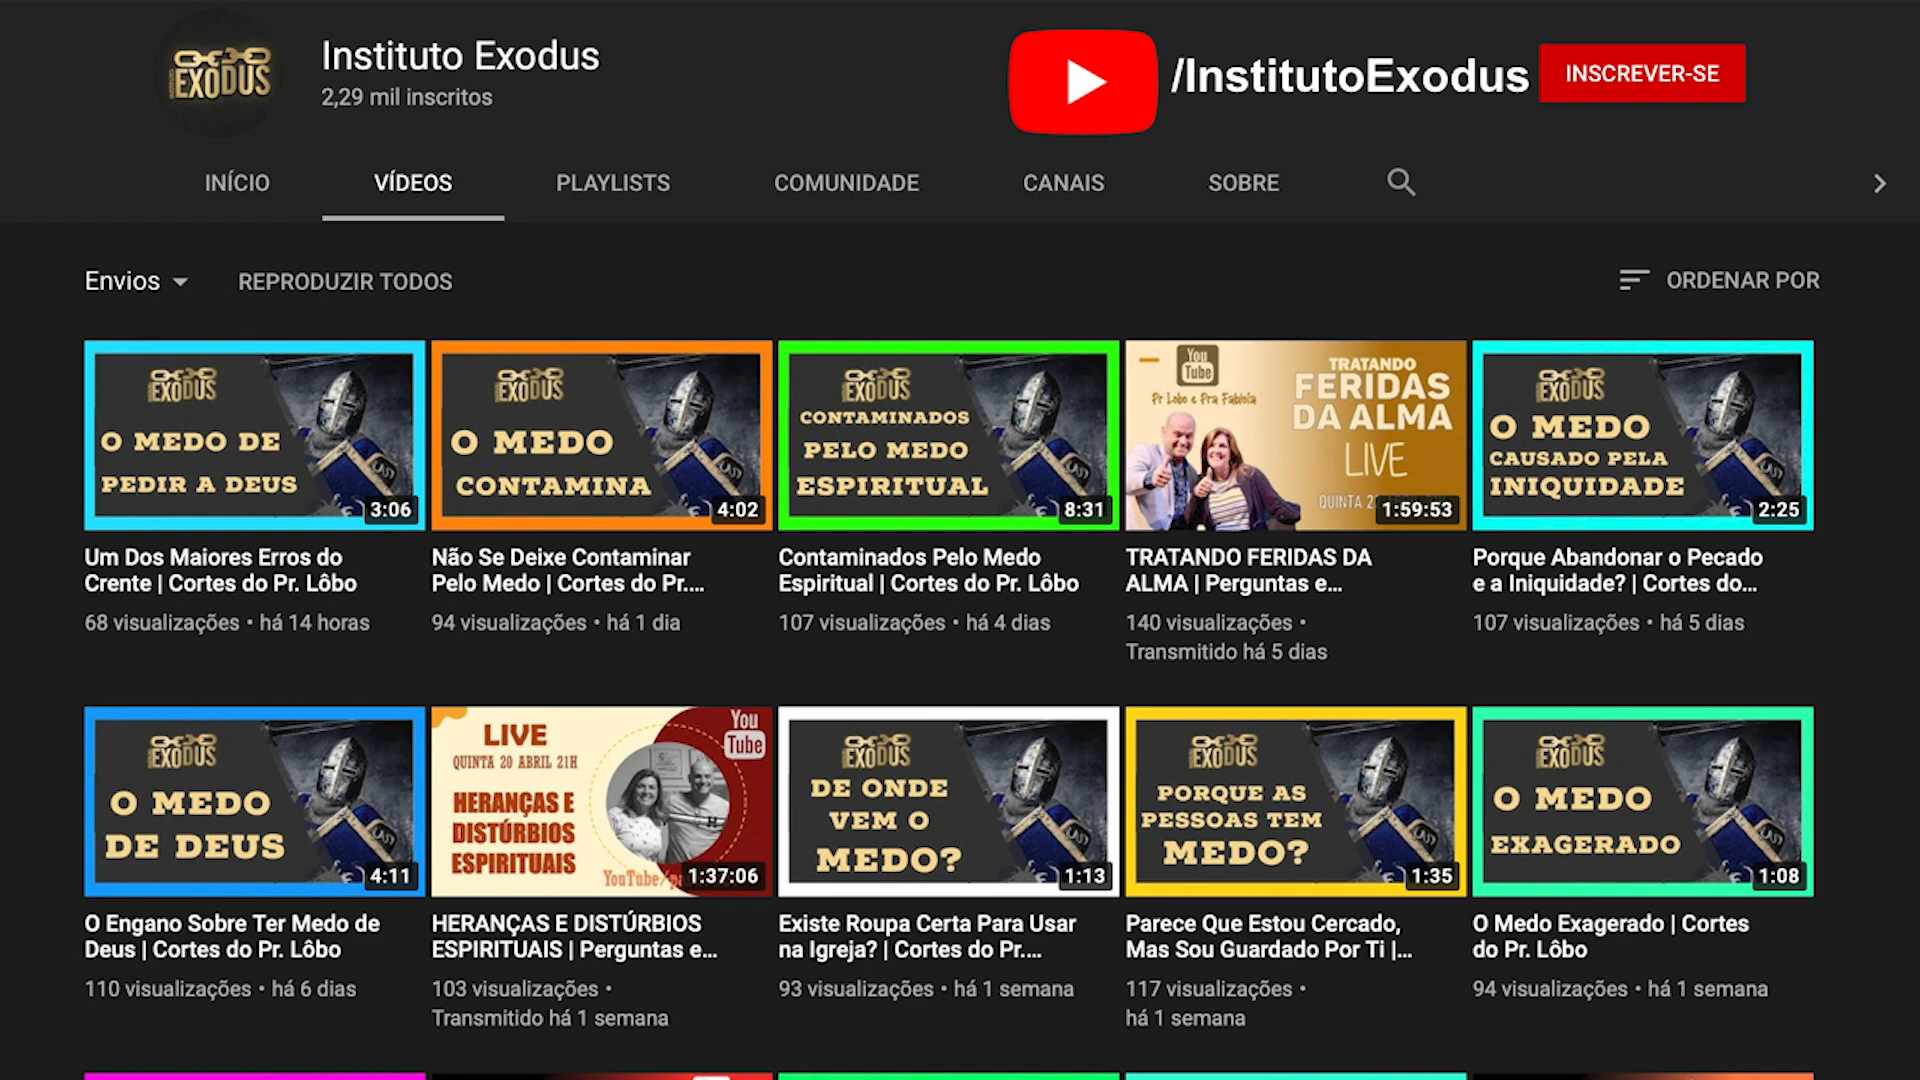 EXODUS
Instituto Exodus
2,29 mil inscritos
/InstitutoExodus
INSCREVER-SE
INÍCIO
VÍDEOS
PLAYLISTS
COMUNIDADE
CANAIS
SOBRE
Envios
REPRODUZIR TODOS
ORDENAR POR
EXODUS
O MEDO DE
PEDIR A DEUS
3:06
EXODUS
O MEDO
CONTAMINA
4:02
EXODUS
CONTAMINADOS
PELO MEDO
ESPIRITUAL
8:31
You
Tube
Pr Lobo e Pra Fabíola
TRATANDO
FERIDAS
DA ALMA
LIVE
QUINTA
1:59:53
EXODUS
O MEDO
CAUSADO PELA
INIQUIDADE
2:25
Um Dos Maiores Erros do
Crente | Cortes do Pr. Lôbo
68 visualizações • há 14 horas
Não Se Deixe Contaminar
Pelo Medo | Cortes do Pr....
94 visualizações • há 1 dia
Contaminados Pelo Medo
Espiritual | Cortes do Pr. Lôbo
107 visualizações • há 4 dias
TRATANDO FERIDAS DA
ALMA | Perguntas e...
140 visualizações •
Transmitido há 5 dias
Porque Abandonar o Pecado
e a Iniquidade? | Cortes do...
107 visualizações • há 5 dias
EXODUS
O MEDO
DE DEUS
4:11
LIVE
QUINTA 20 ABRIL 21H
HERANÇAS E
DISTÚRBIOS
ESPIRITUAIS
You
Tube
YouTube/
1:37:06
EXODUS
DE ONDE
VEM O
MEDO?
1:13
EXODUS
PORQUE AS
PESSOAS TEM
MEDO?
1:35
EXODUS
O MEDO
EXAGERADO
1:08
O Engano Sobre Ter Medo de
Deus | Cortes do Pr. Lôbo
110 visualizações • há 6 dias
HERANÇAS E DISTÚRBIOS
ESPIRITUAIS | Perguntas e...
103 visualizações •
Transmitido há 1 semana
Existe Roupa Certa Para Usar
na Igreja? | Cortes do Pr....
93 visualizações • há 1 semana
Parece Que Estou Cercado,
Mas Sou Guardado Por Ti |...
117 visualizações •
há 1 semana
O Medo Exagerado | Cortes
do Pr. Lôbo
94 visualizações • há 1 semana